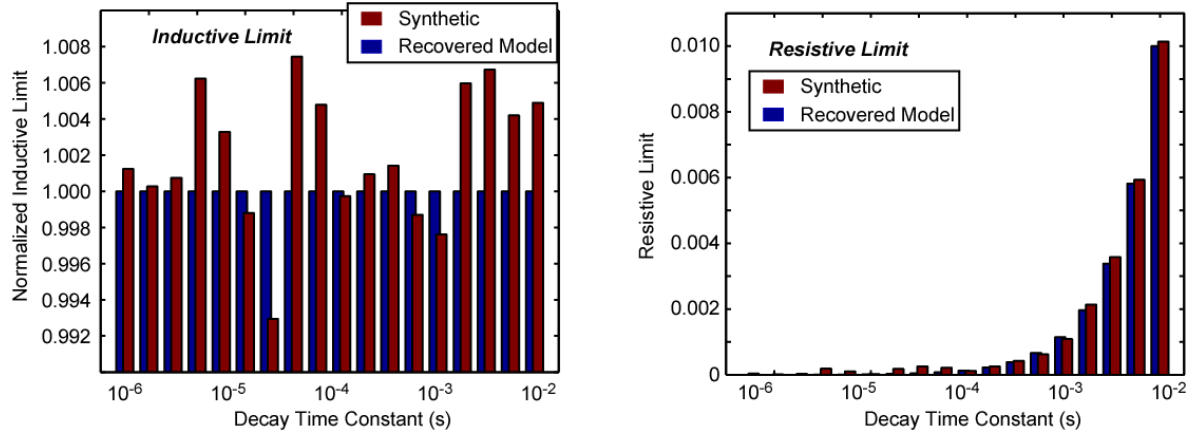 Inductive Limit
Synthetic
Recovered Model
Normalized Inductive Limit
1.008
1.006
1.004
1.002
1.000
0.998
0.996
0.994
0.992
10-6
10-5
10-4
10-3
10-2
Decay Time Constant (s)
Resistive Limit
Synthetic
Recovered Model
Resistive Limit
0.010
0.008
0.006
0.004
0.002
0
10-6
10-5
10-4
10-3
10-2
Decay Time Constant (s)